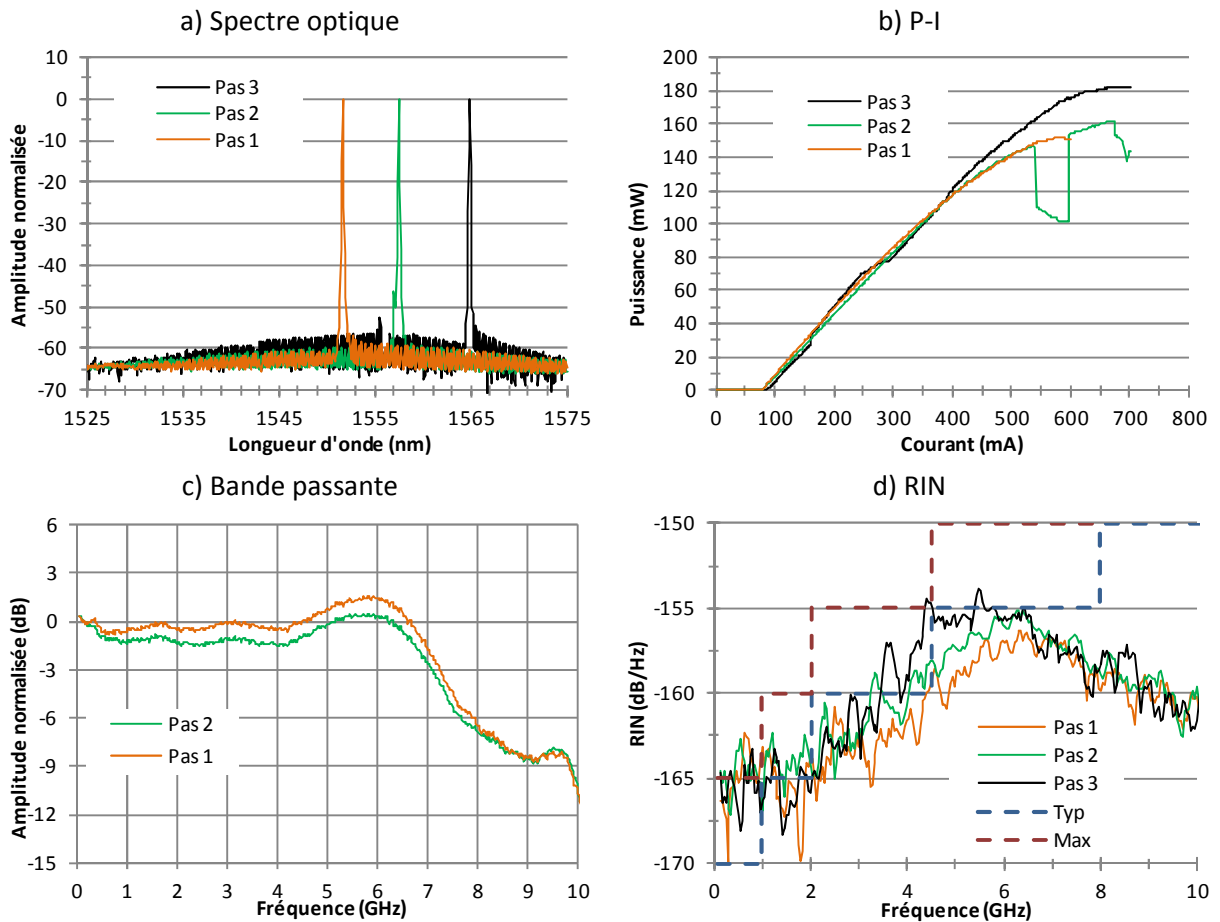 a) Spectre optique
Amplitude normalisée
10
0
-10
-20
-30
-40
-50
-60
-70
Pas 3
Pas 2
Pas 1
1525
1535
1545
1555
1565
1575
Longueur d'onde (nm)
b) P-I
Puissance (mW)
200
180
160
140
120
100
80
60
40
20
0
Pas 3
Pas 2
Pas 1
0
100
200
300
400
500
600
700
800
Courant (mA)
c) Bande passante
Amplitude normalisée (dB)
6
3
0
-3
-6
-9
-12
-15
Pas 2
Pas 1
0
1
2
3
4
5
6
7
8
9
10
Fréquence (GHz)
d) RIN
RIN (dB/Hz)
-150
-155
-160
-165
-170
Pas 1
Pas 2
Pas 3
Typ
Max
0
2
4
6
8
10
Fréquence (GHz)